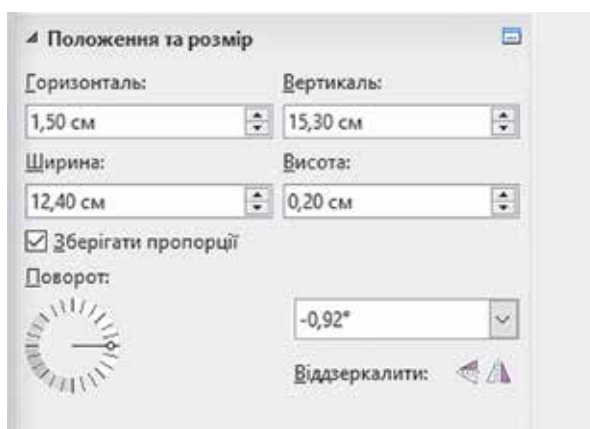 Положення та розмір
Горизонталь: Вертикаль:
1,50 см 15,30 см
Ширина: Висота:
12,40 см 0,20 см
Зберігати пропорції
Поворот:
-0,92°
Віддзеркалити: